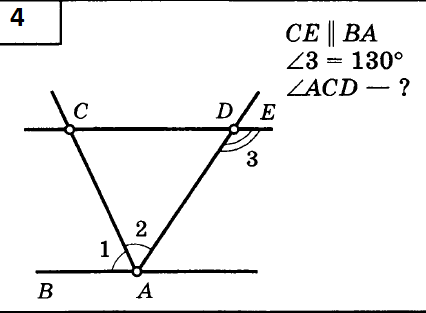 4
CE ∥ BA
∠3 = 130°
∠ACD — ?
C D E
3
2
1
B A